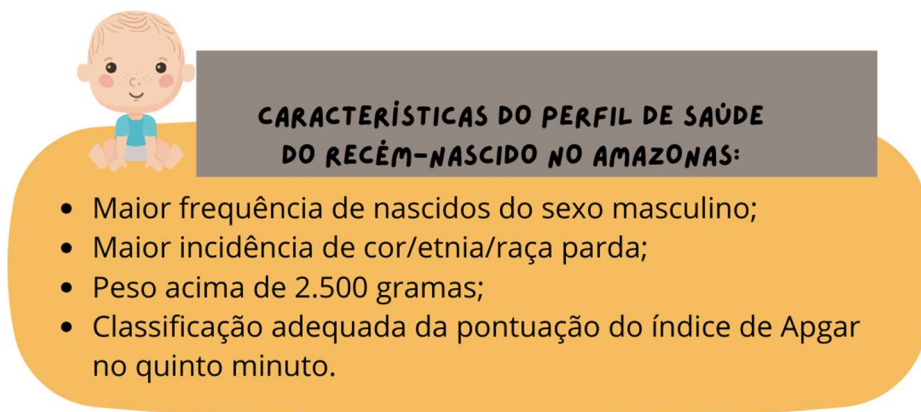 CARACTERÍSTICAS DO PERFIL DE SAÚDE
DO RECÉM-NASCIDO NO AMAZONAS:
• Maior frequência de nascidos do sexo masculino;
• Maior incidência de cor/etnia/raça parda;
• Peso acima de 2.500 gramas;
• Classificação adequada da pontuação do índice de Apgar
no quinto minuto.